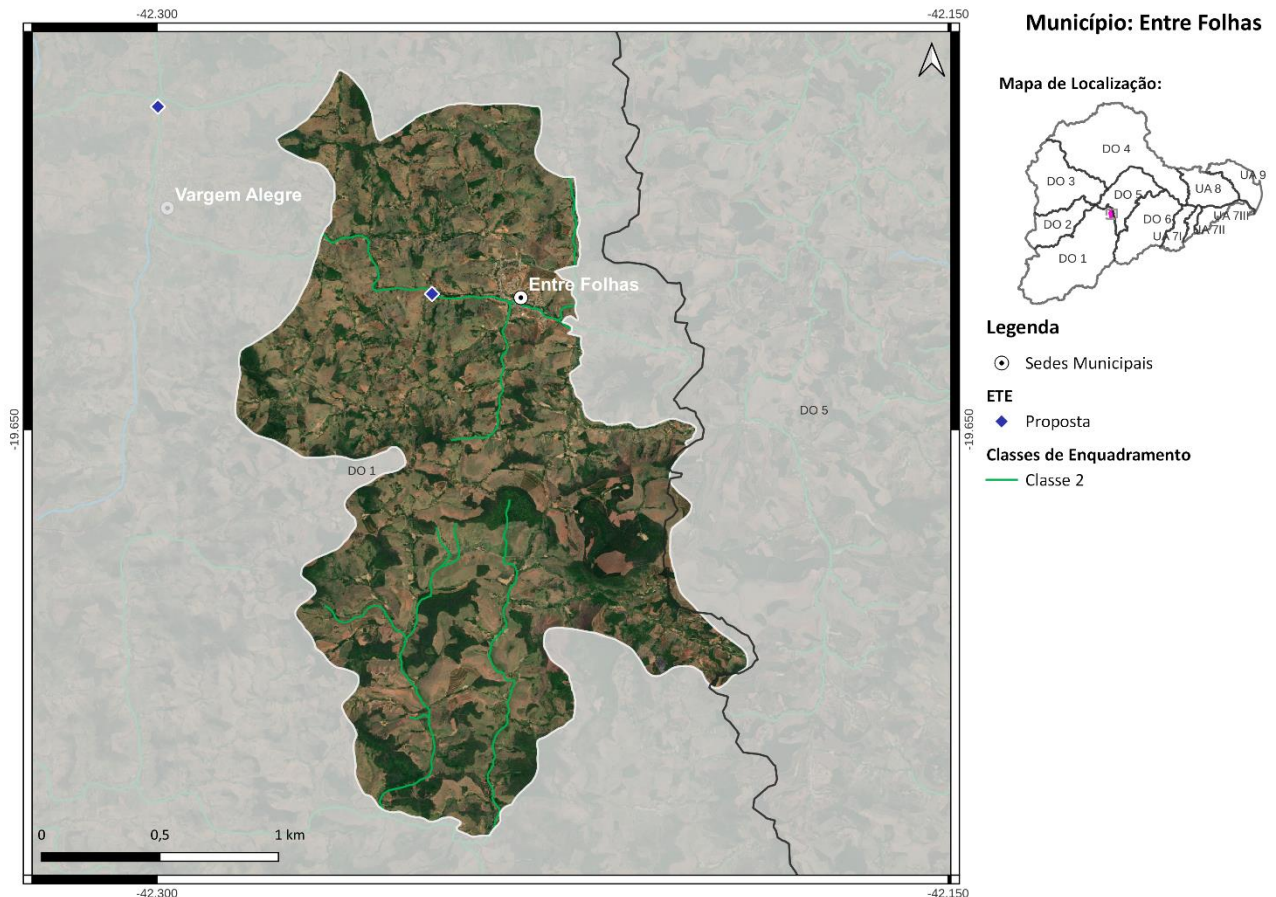 -42.300
-42.150
Município: Entre Folhas
Mapa de Localização:
DO 4
UA 9
DO 3
UA 8
DO 5
DO 2
DO 6
UA 7III
UA 7II
UA 7I
DO 1
Vargem Alegre
Entre Folhas
Legenda
Sedes Municipais
ETE
Proposta
Classes de Enquadramento
Classe 2
DO 5
-19.650
-19.650
DO 1
0
0,5
1 km
-42.300
-42.150